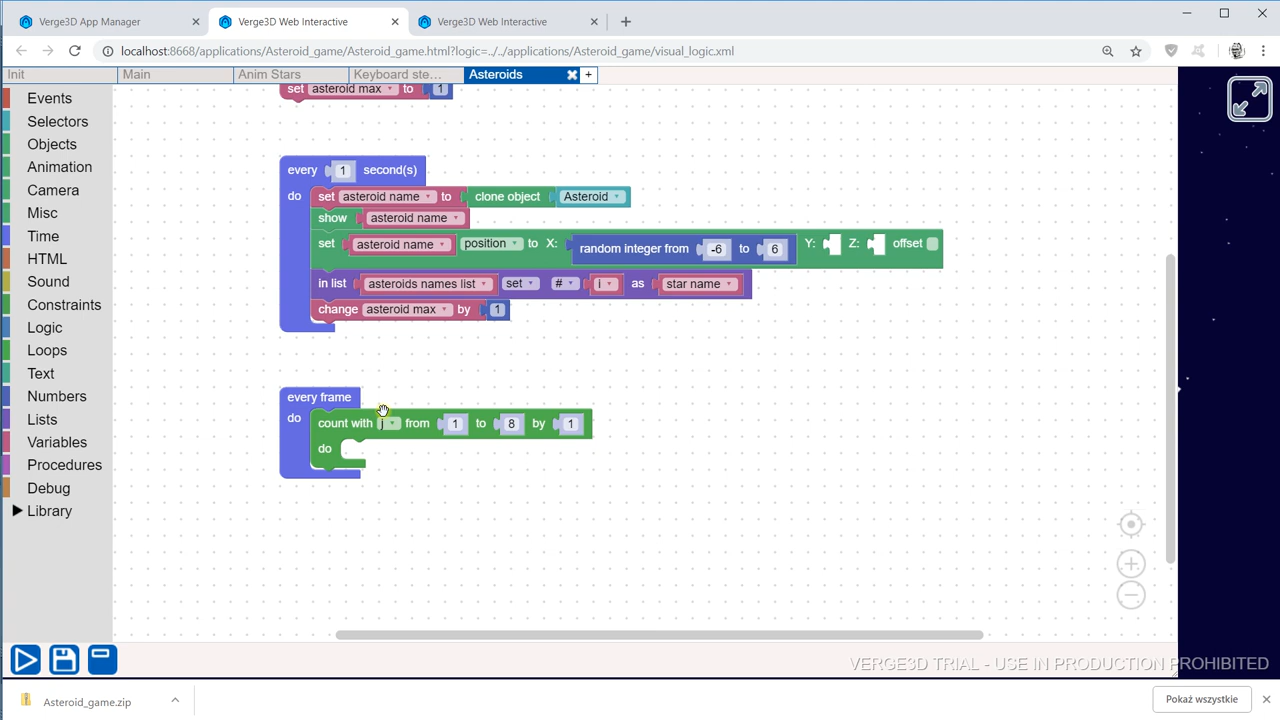 Verge3D App Manager
Verge3D Web Interactive
Verge3D Web Interactive
localhost:8668/applications/Asteroid_game/Asteroid_game.html?logic=../../applications/Asteroid_game/visual_logic.xml
Init
Main
Anim Stars
Keyboard ste...
Asteroids
+
Events
Selectors
Objects
Animation
Camera
Misc
Time
HTML
Sound
Constraints
Logic
Loops
Text
Numbers
Lists
Variables
Procedures
Debug
Library
set asteroid max to 1
every 1 second(s)
do set asteroid name to clone object Asteroid
show asteroid name
set asteroid name position to X: random integer from -6 to 6 Y: Z: offset
in list asteroids names list set # i as star name
change asteroid max by 1
every frame
do count with j from 1 to 8 by 1
do
VERGE3D TRIAL - USE IN PRODUCTION PROHIBITED
Asteroid_game.zip
Pokaż wszystkie